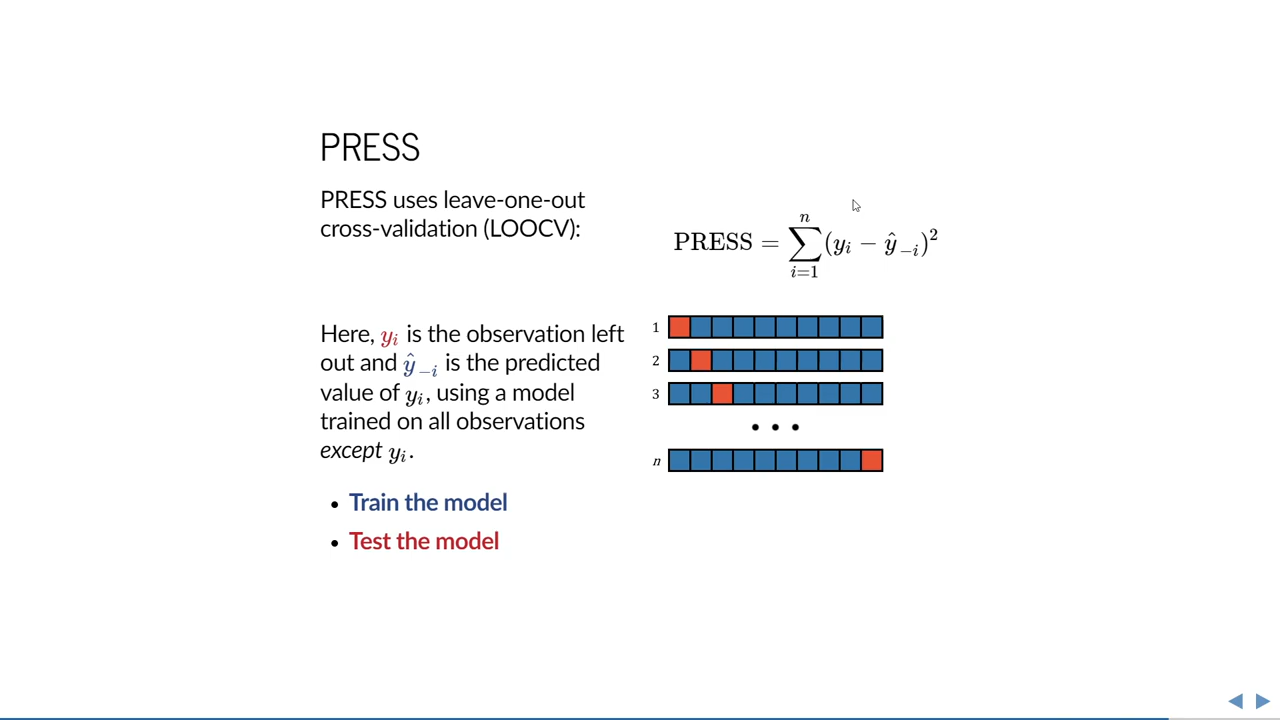 PRESS
PRESS uses leave-one-out
cross-validation (LOOCV):
PRESS = ∑_{i=1}^{n} (y_i − ŷ_{−i})^2
Here, y_i is the observation left
out and ŷ_{−i} is the predicted
value of y_i, using a model
trained on all observations
except y_i.
• Train the model
• Test the model
1
2
3
• • •
n